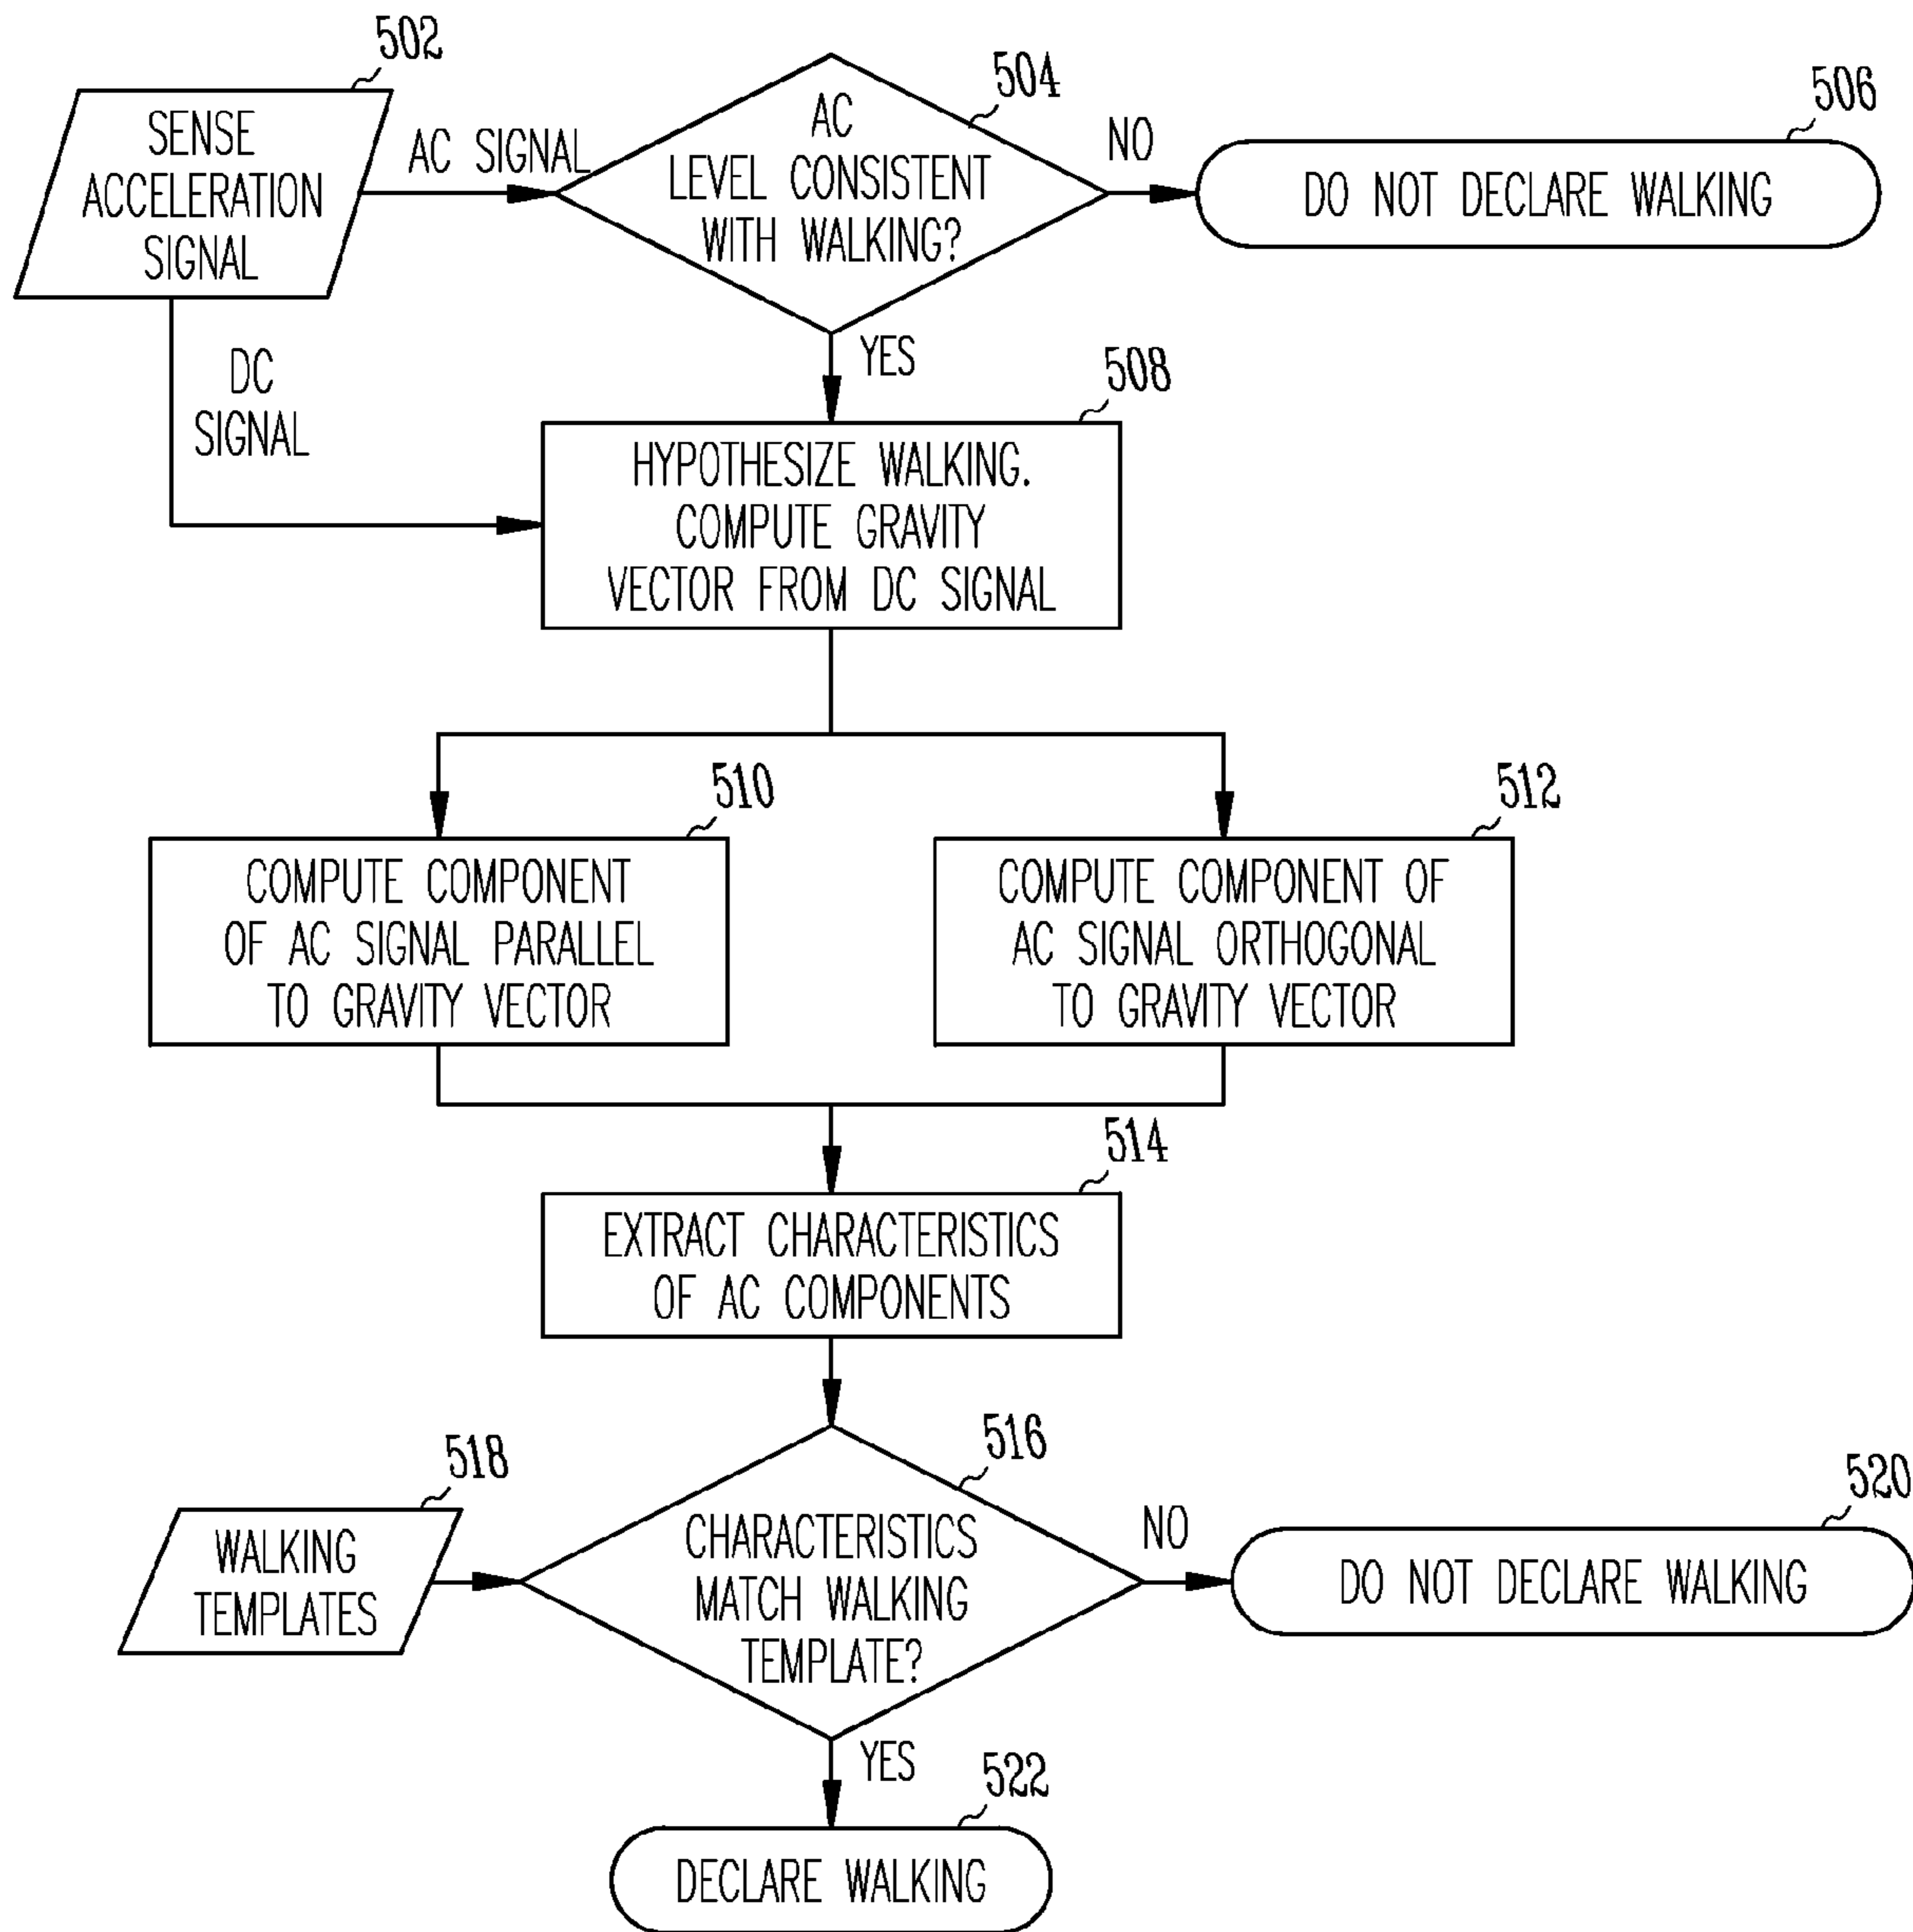 502
SENSE
ACCELERATION
SIGNAL
AC SIGNAL
504
AC
LEVEL CONSISTENT
WITH WALKING?
NO
506
DO NOT DECLARE WALKING
DC
SIGNAL
YES
508
HYPOTHESIZE WALKING.
COMPUTE GRAVITY
VECTOR FROM DC SIGNAL
510
COMPUTE COMPONENT
OF AC SIGNAL PARALLEL
TO GRAVITY VECTOR
512
COMPUTE COMPONENT OF
AC SIGNAL ORTHOGONAL
TO GRAVITY VECTOR
514
EXTRACT CHARACTERISTICS
OF AC COMPONENTS
518
WALKING
TEMPLATES
516
CHARACTERISTICS
MATCH WALKING
TEMPLATE?
NO
520
DO NOT DECLARE WALKING
YES
522
DECLARE WALKING